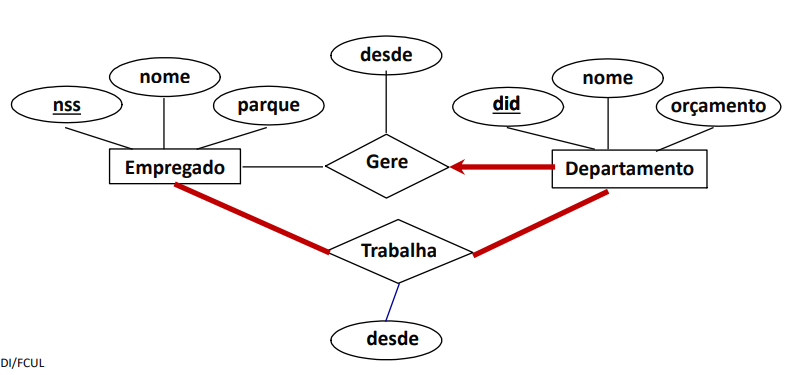 desde
nome
nome
nss
parque
did
orçamento
Empregado
Gere
Departamento
Trabalha
desde
DI/FCUL